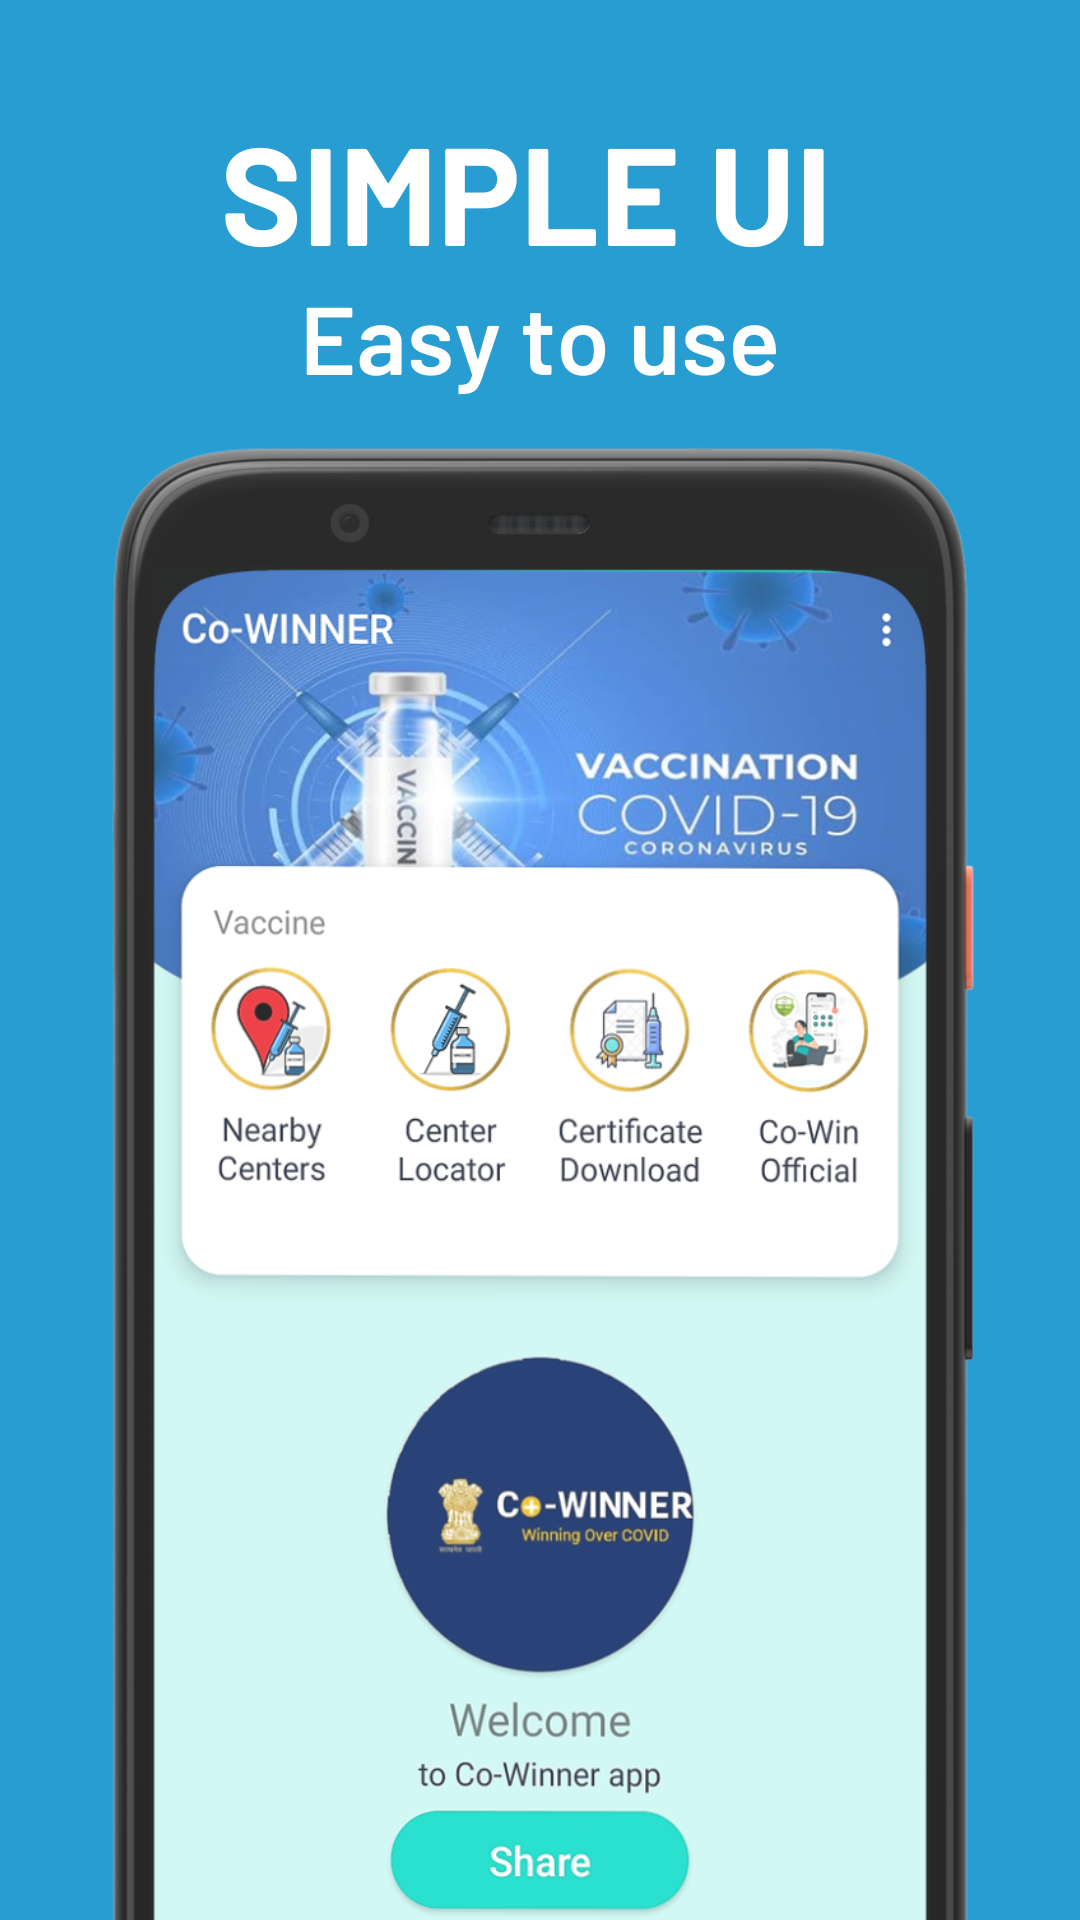 SIMPLE UI
Easy to use
Co-WINNER
VACCIN
VACCINATION
COVID-19
CORONAVIRUS
Vaccine
Nearby
Centers
Center
Locator
Certificate
Download
Co-Win
Official
Co-WINNER
Winning Over COVID
Welcome
to Co-Winner app
Share